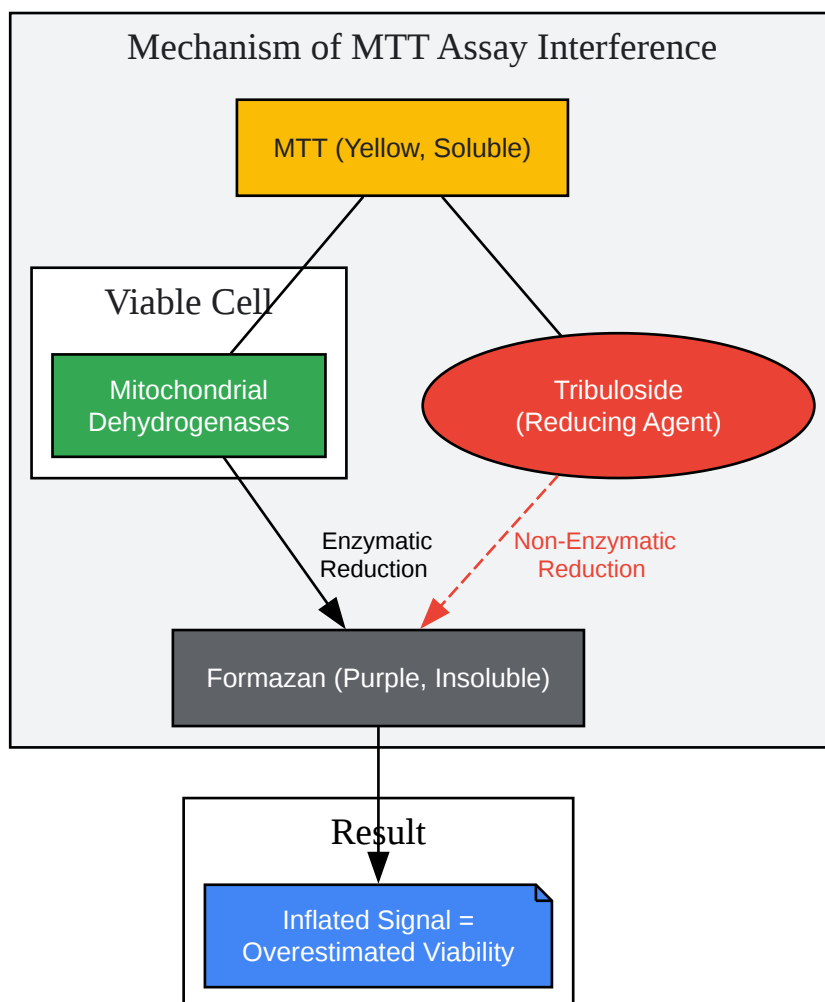 Mechanism of MTT Assay Interference
MTT (Yellow, Soluble)
Viable Cell
Mitochondrial
Dehydrogenases
Tribuloside
(Reducing Agent)
Enzymatic
Reduction
Non-Enzymatic
Reduction
Formazan (Purple, Insoluble)
Result
Inflated Signal =
Overestimated Viability